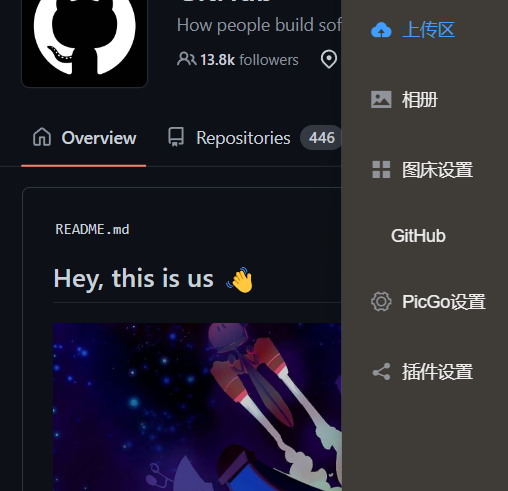 How people build sof
13.8k followers
Overview
Repositories 446
README.md
Hey, this is us 👋
上传区
相册
图床设置
GitHub
PicGo设置
插件设置